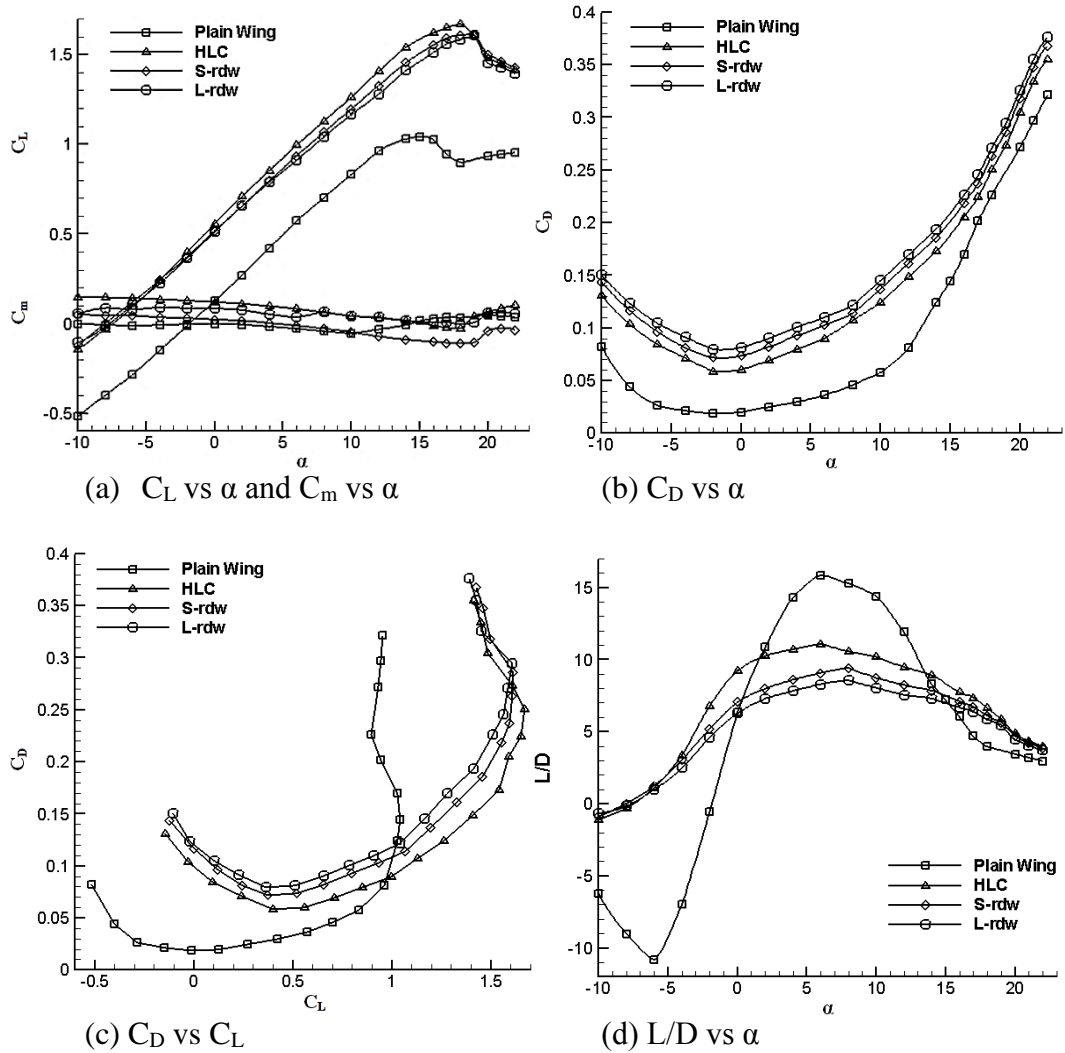 Plain Wing
HLC
S-rdw
L-rdw
1.5
1
0.5
0
-0.5
C_L
C_m
-10 -5 0 5 10 15 20
α
(a) C_L vs α and C_m vs α
Plain Wing
HLC
S-rdw
L-rdw
0.4
0.35
0.3
0.25
0.2
0.15
0.1
0.05
0
C_D
-10 -5 0 5 10 15 20
α
(b) C_D vs α
Plain Wing
HLC
S-rdw
L-rdw
0.4
0.35
0.3
0.25
0.2
0.15
0.1
0.05
0
C_D
-0.5 0 0.5 1 1.5
C_L
(c) C_D vs C_L
15
10
5
0
-5
-10
L/D
Plain Wing
HLC
S-rdw
L-rdw
-10 -5 0 5 10 15 20
α
(d) L/D vs α